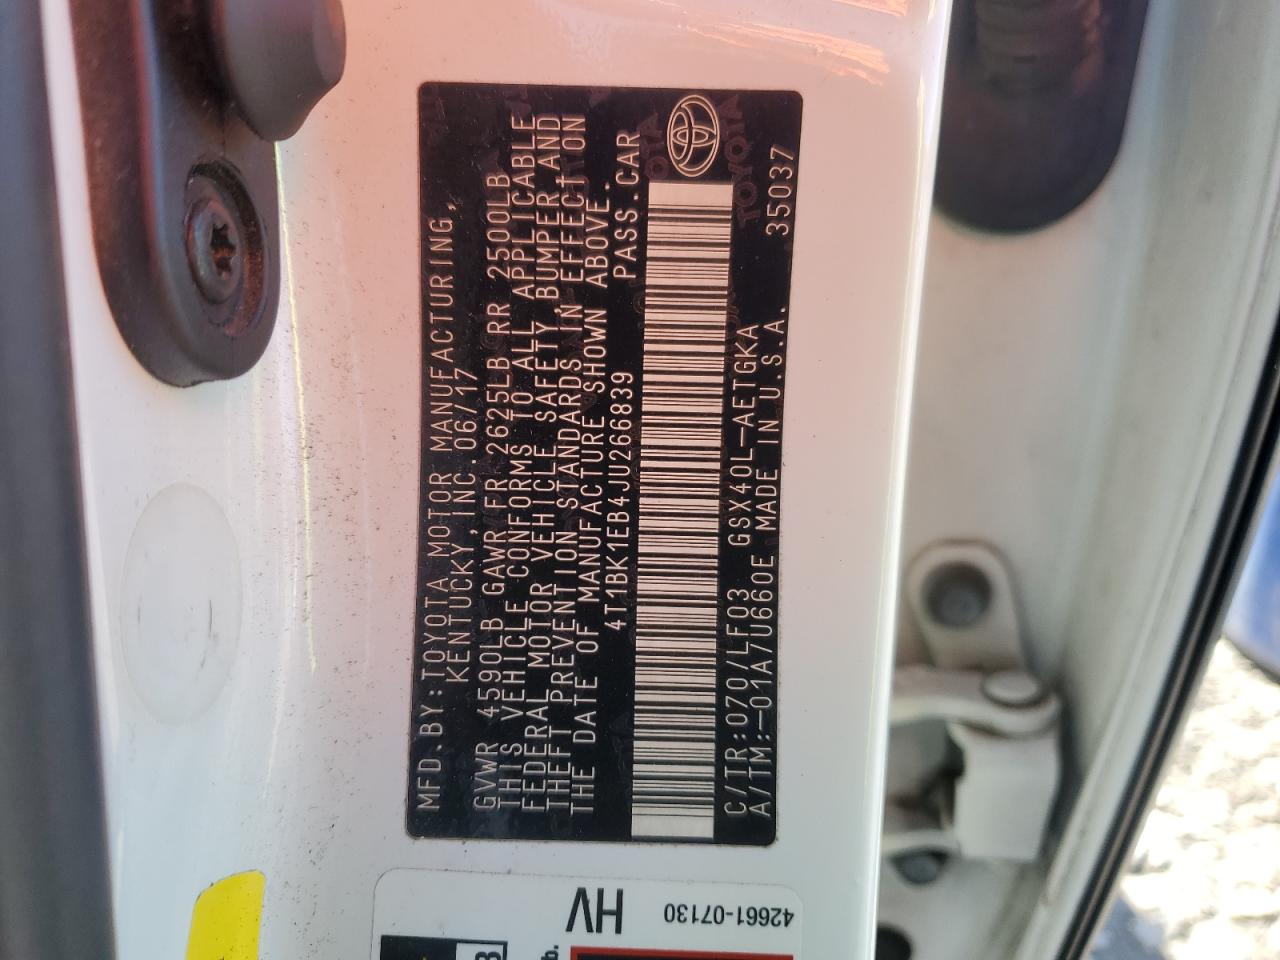 MFD.BY:TOYOTA MOTOR MANUFACTURING,
KENTUCKY,INC. 06/17
GVWR 4590LB GAWR FR 2625LB RR 2500LB
THIS VEHICLE CONFORMS TO ALL APPLICABLE
FEDERAL MOTOR VEHICLE SAFETY,BUMPER,AND
THEFT PREVENTION STANDARDS IN EFFECT ON
THE DATE OF MANUFACTURE SHOWN ABOVE.
4T1BK1EB4JU266839 PASS.CAR
C/TR:070/LF03 GSX40L-AETGKA
A/TM:-01A/U660E MADE IN U.S.A. 35037
HV
42661-07130